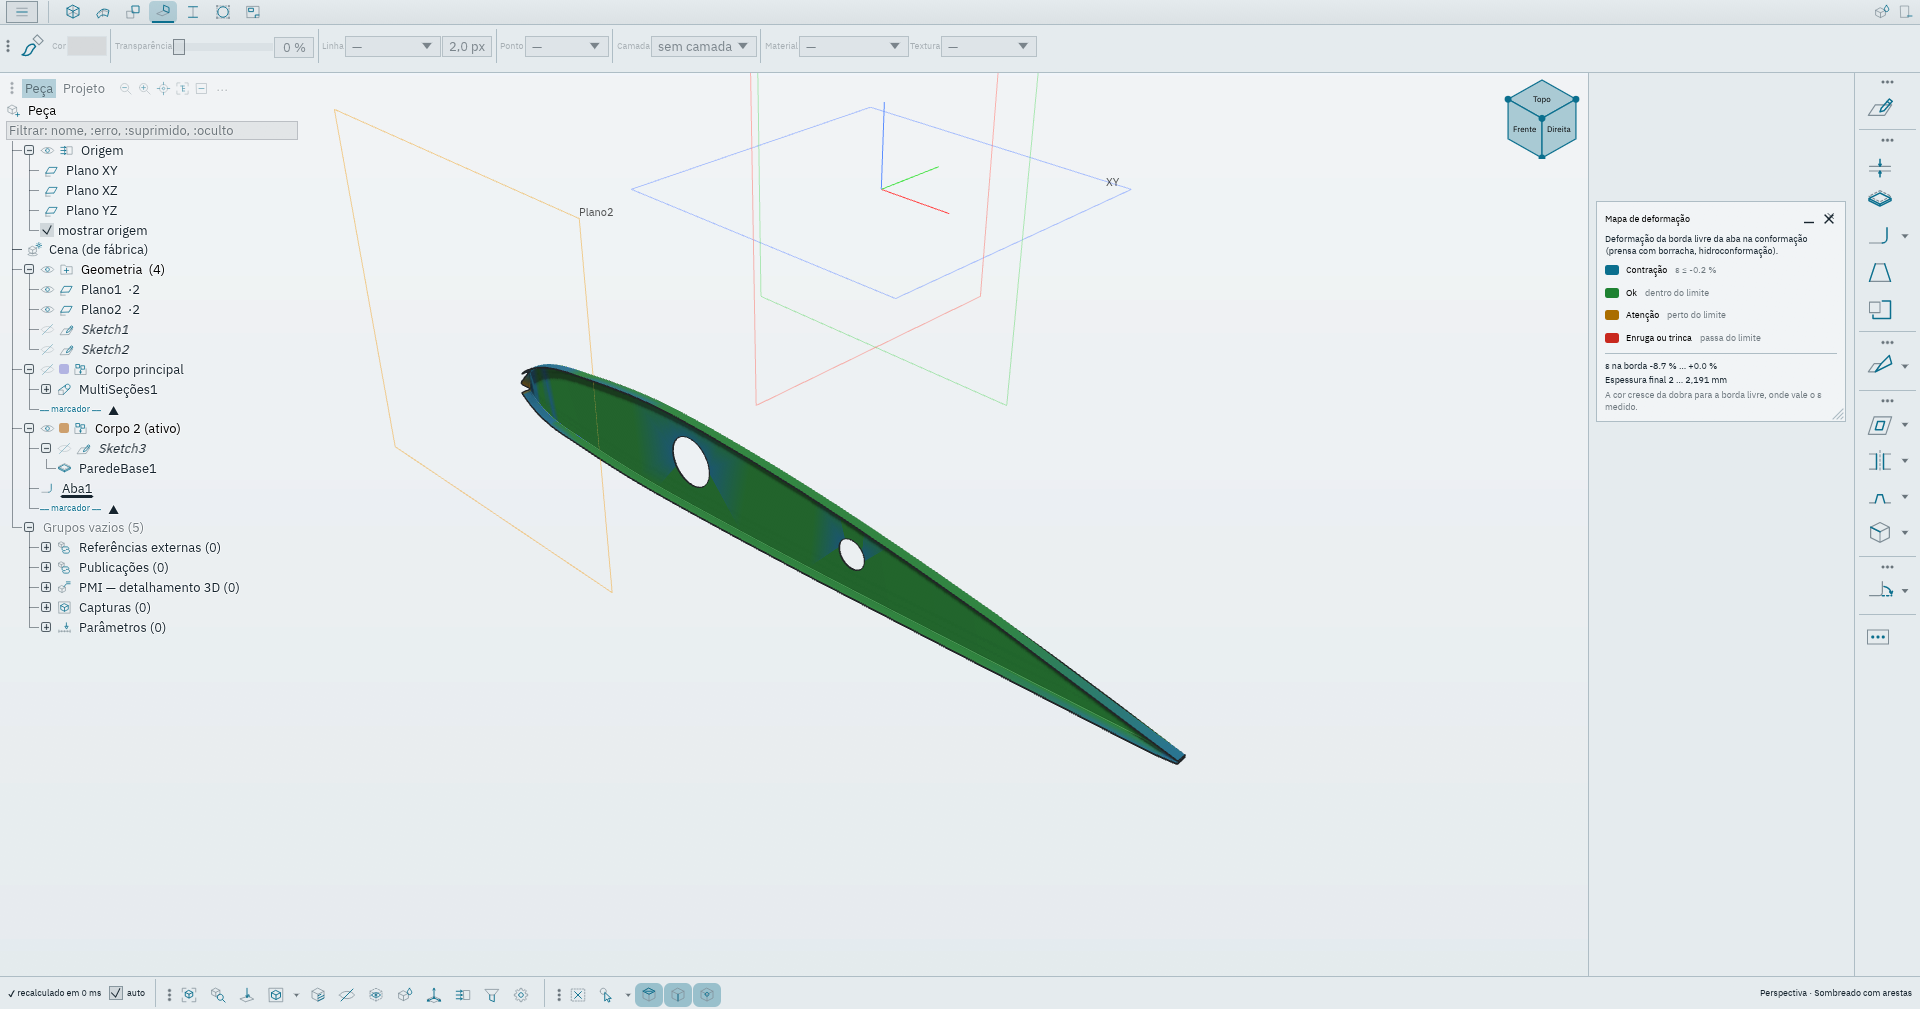 Cor
Transparência
0 %
Linha
—
2,0 px
Ponto
—
Camada
sem camada
Material
—
Textura
—
Peça
Projeto
...
Peça
Filtrar: nome, :erro, :suprimido, :oculto
Origem
Plano XY
Plano XZ
Plano YZ
mostrar origem
Cena (de fábrica)
Geometria (4)
Plano1 ·2
Plano2 ·2
Sketch1
Sketch2
Corpo principal
MultiSeções1
marcador
Corpo 2 (ativo)
Sketch3
ParedeBase1
Aba1
marcador
Grupos vazios (5)
Referências externas (0)
Publicações (0)
PMI — detalhamento 3D (0)
Capturas (0)
Parâmetros (0)
Plano2
XY
Topo
Frente
Direita
Mapa de deformação
Deformação da borda livre da aba na conformação
(prensa com borracha, hidroconformação).
Contração ε ≤ -0.2 %
Ok dentro do limite
Atenção perto do limite
Enruga ou trinca passa do limite
ε na borda -8.7 % … +0.0 %
Espessura final 2 … 2,191 mm
A cor cresce da dobra para a borda livre, onde vale o ε
medido.
recalculado em 0 ms
auto
Perspectiva · Sombreado com arestas